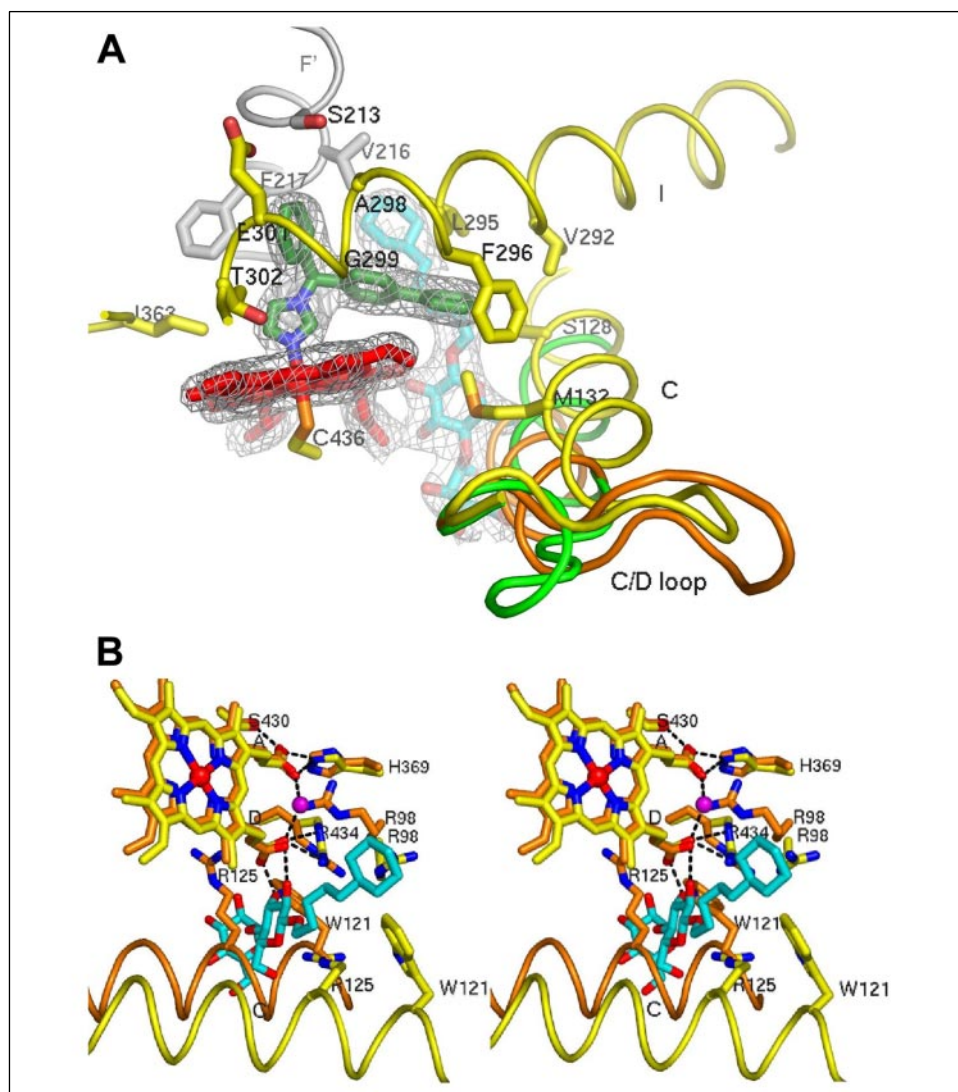 A
F'
S213
V216
F217
A298
E301
L295
I
G299
F296
V292
T302
I363
S128
M132
C
C436
C/D loop
B
S430
A
H369
D
R98
R434
R98
R125
W121
R125
W121
C
S430
A
H369
D
R98
R434
R98
R125
W121
R125
W121
C